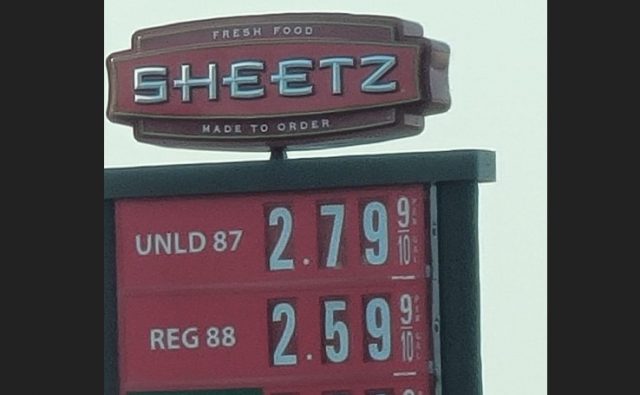 FRESH FOOD
SHEETZ
MADE TO ORDER
UNLD 87 2.79 9/10
REG 88 2.59 9/10